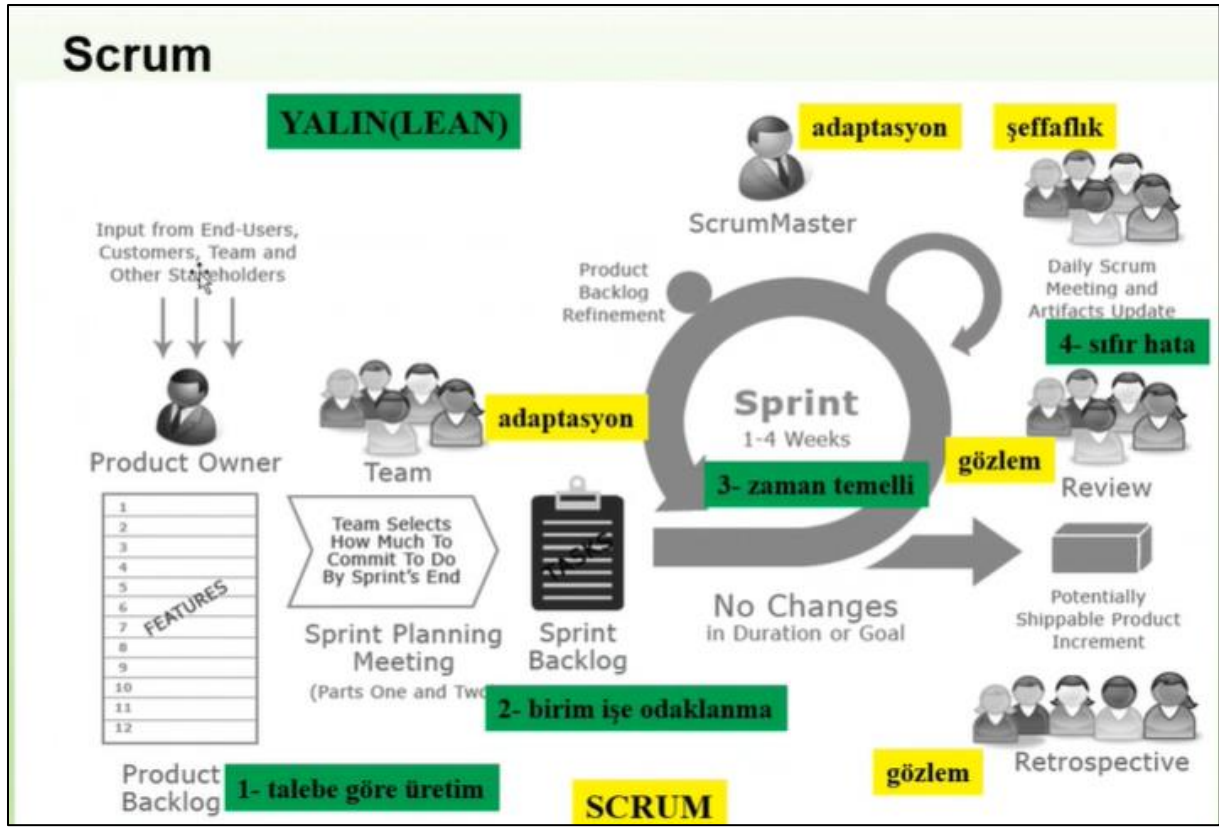 Scrum
YALIN(LEAN)
adaptasyon
şeffaflık
ScrumMaster
Input from End-Users,
Customers, Team and
Other Stakeholders
Product
Backlog
Refinement
Daily Scrum
Meeting and
Artifacts Update
4- sıfır hata
Product Owner
Team
adaptasyon
Sprint
1-4 Weeks
3- zaman temelli
gözlem
Review
1
2
3
4
5
6
7
8
9
10
11
12
FEATURES
Team Selects
How Much To
Commit To Do
By Sprint's End
Sprint Planning
Meeting
(Parts One and Two
TASKS
Sprint
Backlog
2- birim işe odaklanma
No Changes
in Duration or Goal
Potentially
Shippable Product
Increment
Product
Backlog
1- talebe göre üretim
SCRUM
gözlem
Retrospective